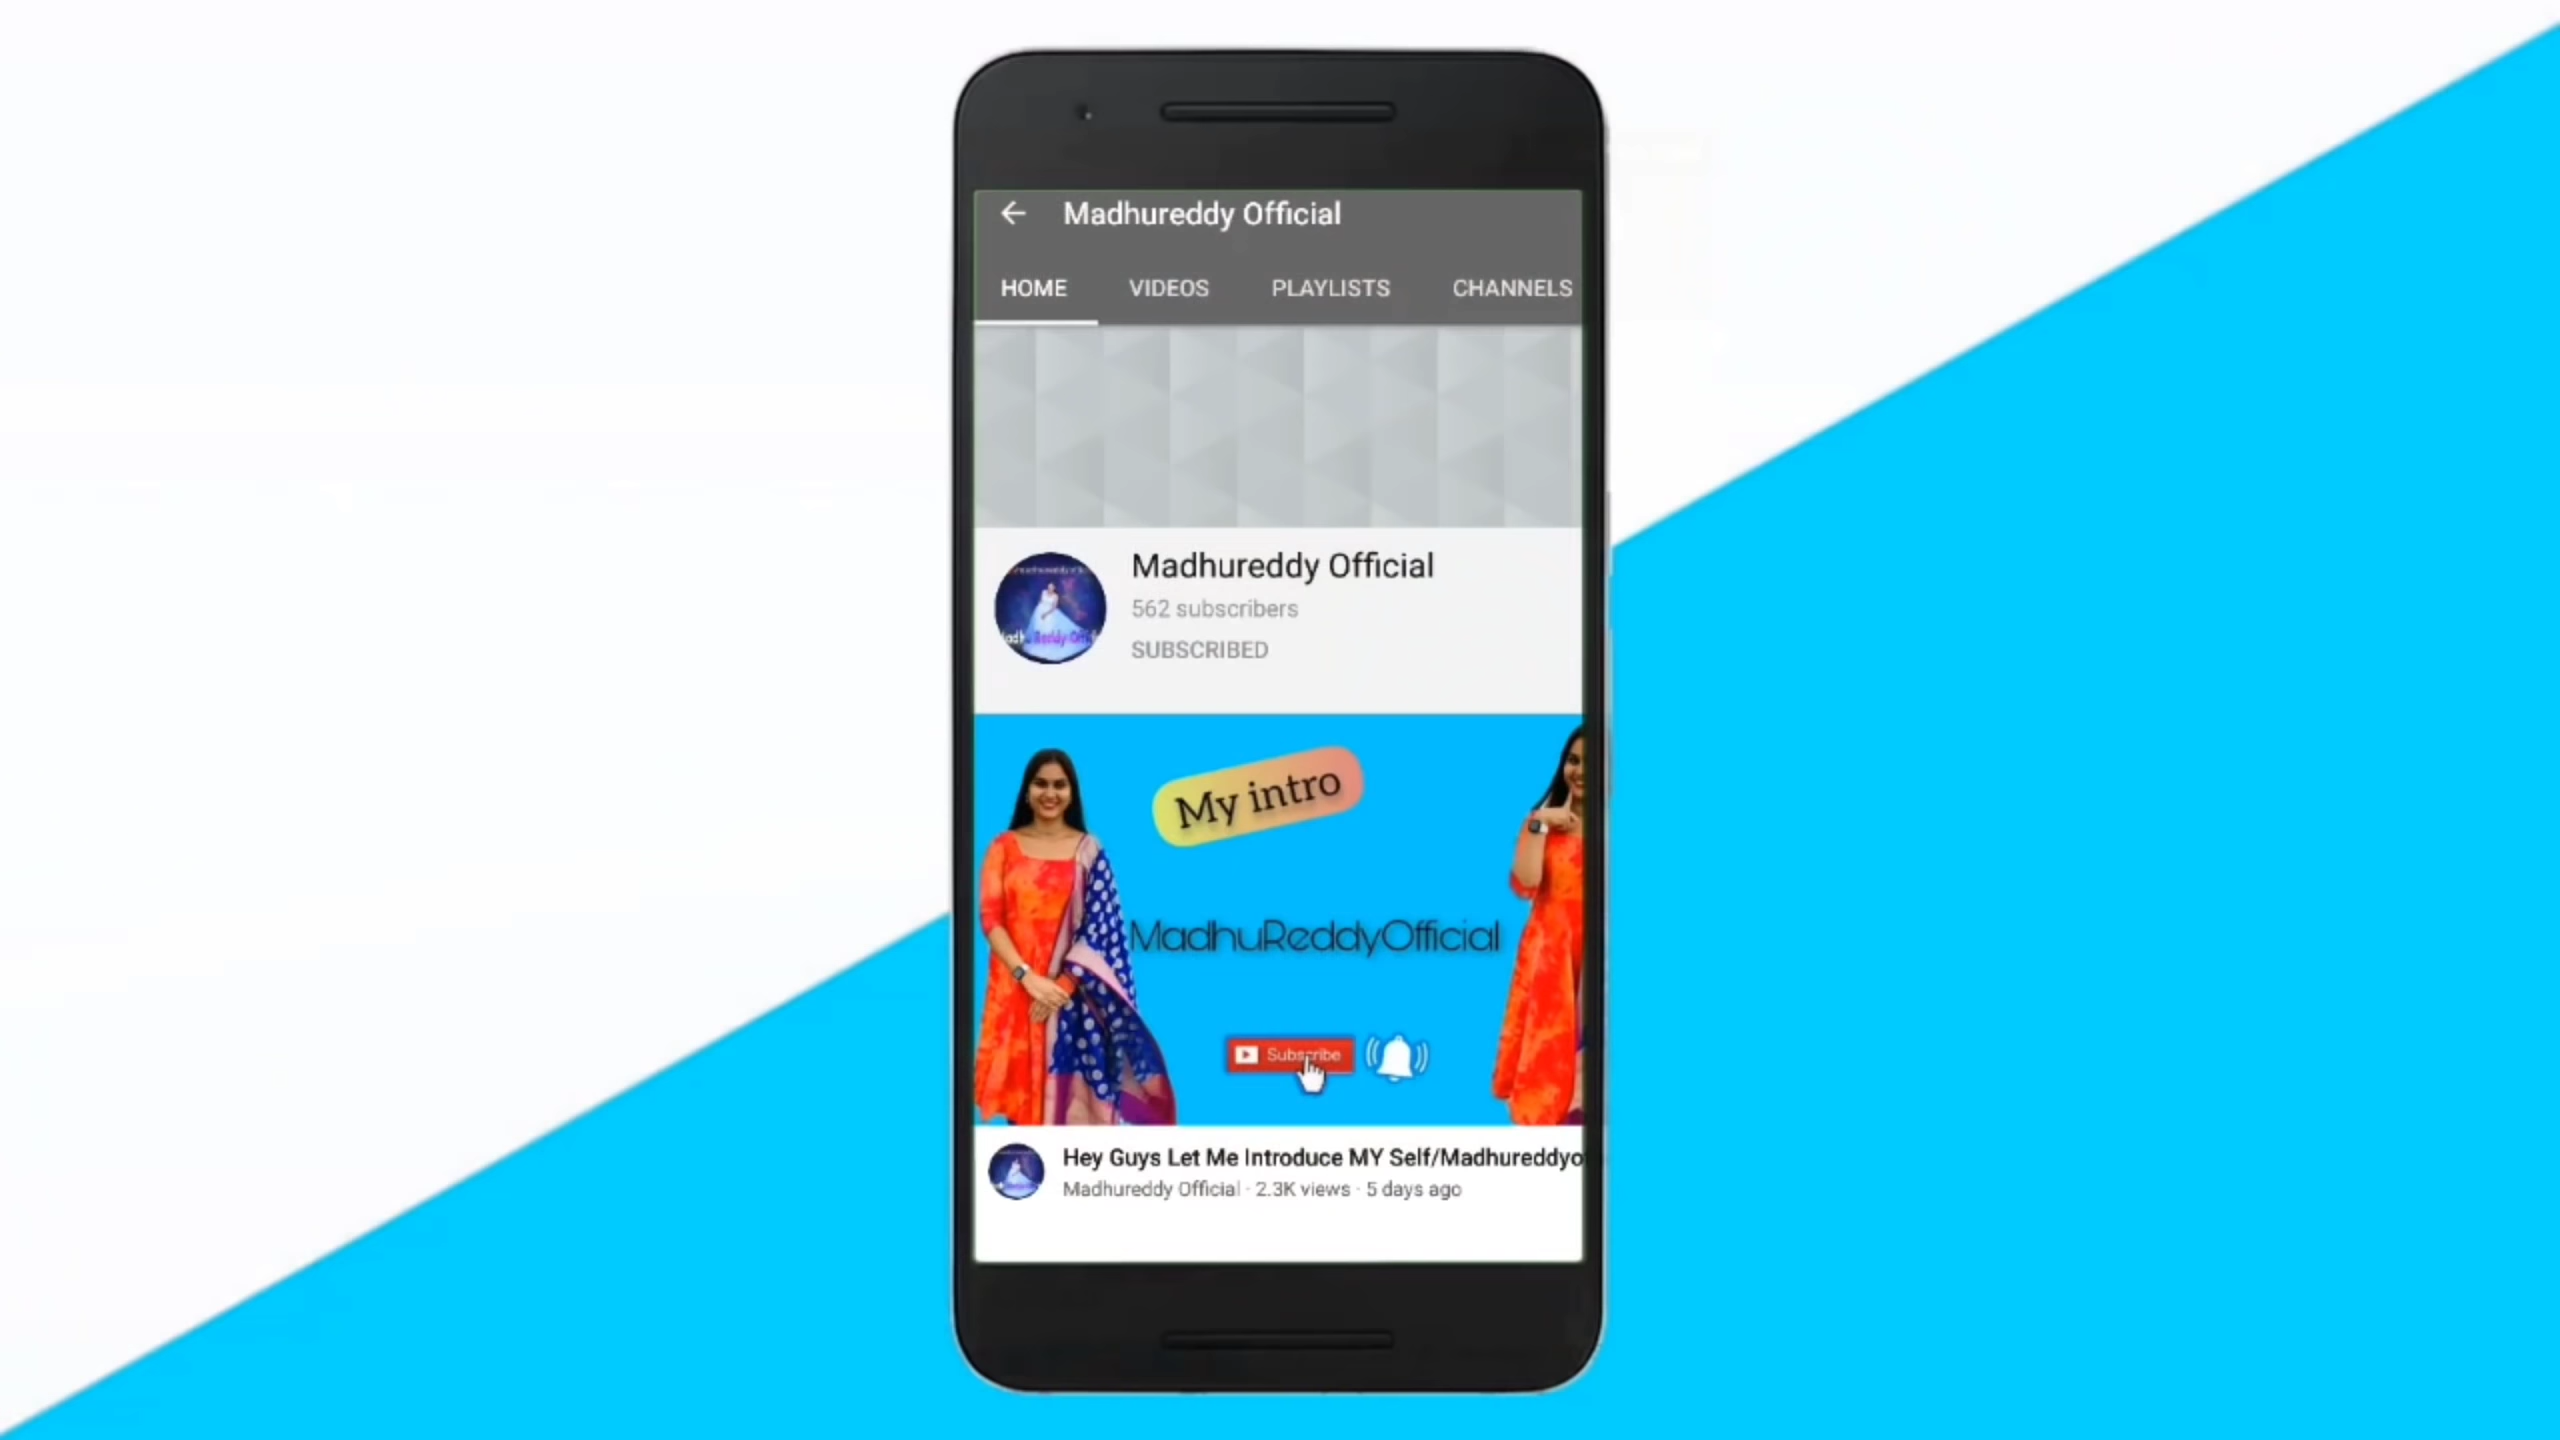 Madhureddy Official
HOME VIDEOS PLAYLISTS CHANNELS
Madhureddy Official
562 subscribers
SUBSCRIBED
My intro
MadhuReddyOfficial
Subscribe
Hey Guys Let Me Introduce MY Self/Madhureddyo
Madhureddy Official · 2.3K views · 5 days ago